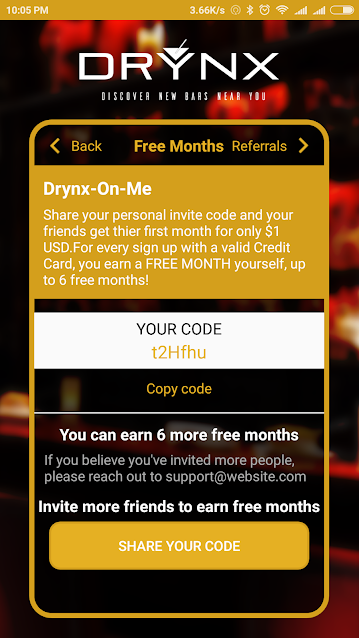 10:05 PM 3.66K/s
DRYNX
DISCOVER NEW BARS NEAR YOU
Back Free Months Referrals
Drynx-On-Me
Share your personal invite code and your
friends get thier first month for only $1
USD.For every sign up with a valid Credit
Card, you earn a FREE MONTH yourself, up
to 6 free months!
YOUR CODE
t2Hfhu
Copy code
You can earn 6 more free months
If you believe you've invited more people,
please reach out to support@website.com
Invite more friends to earn free months
SHARE YOUR CODE